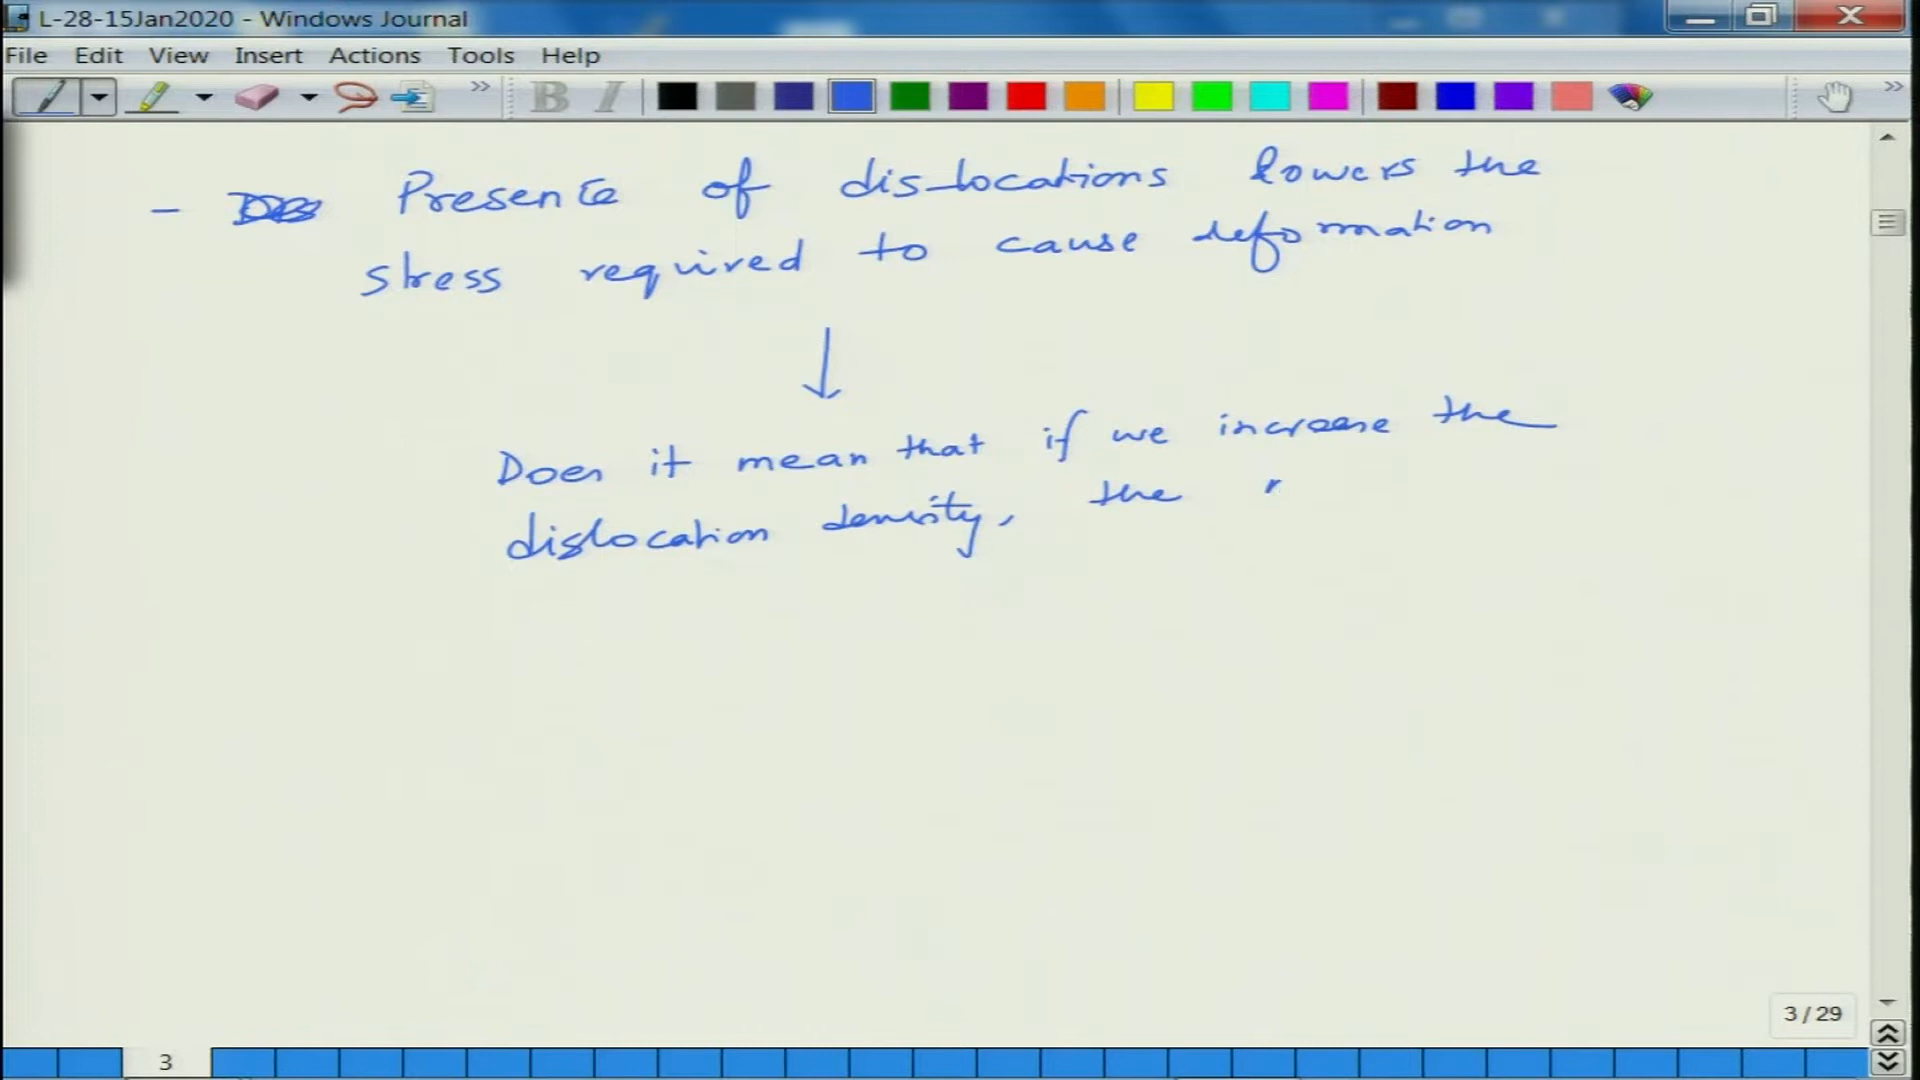 L-28-15Jan2020 - Windows Journal
File Edit View Insert Actions Tools Help
B I
- Presence of dislocations lowers the
stress required to cause deformation
↓
Does it mean that if we increase the
dislocation density, the
3 / 29
3